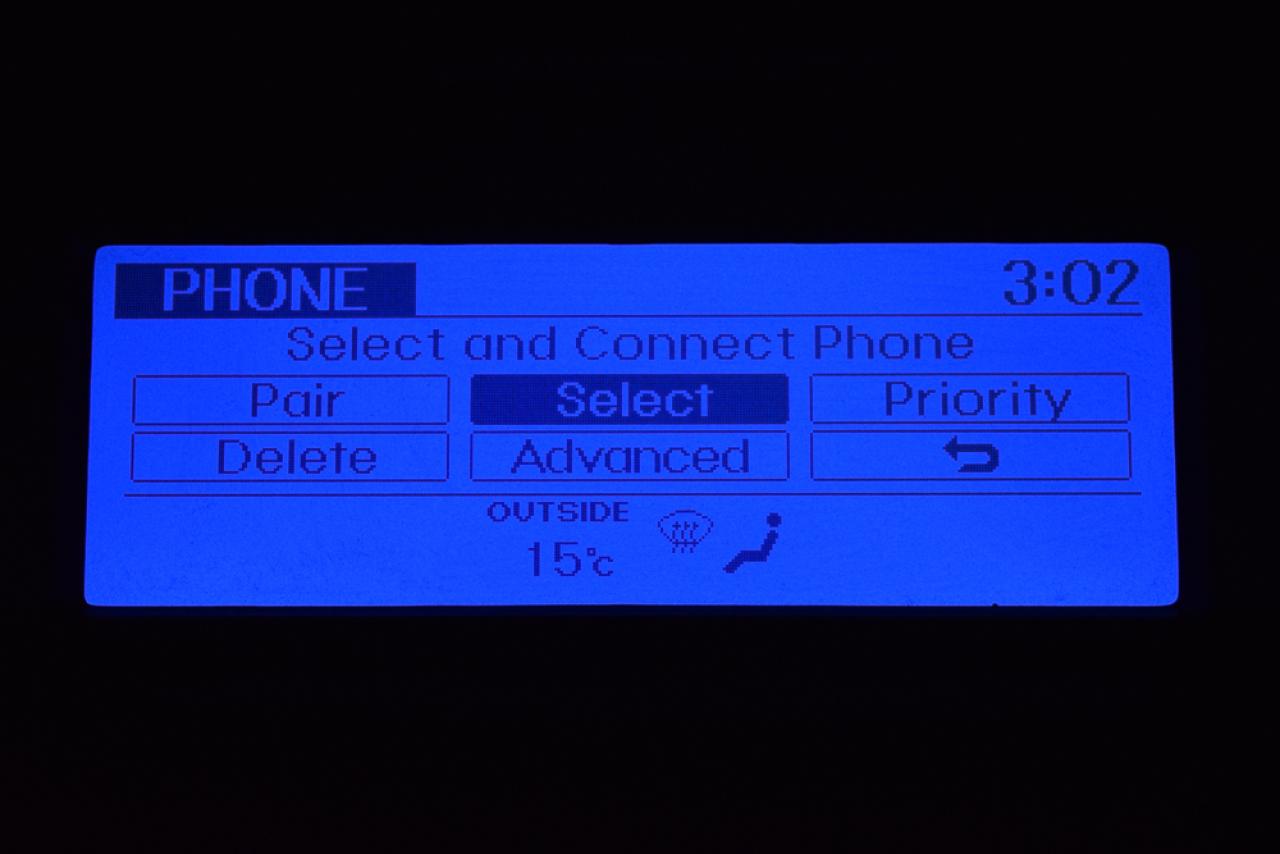 PHONE 3:02
Select and Connect Phone
Pair Select Priority
Delete Advanced
OUTSIDE
15°C